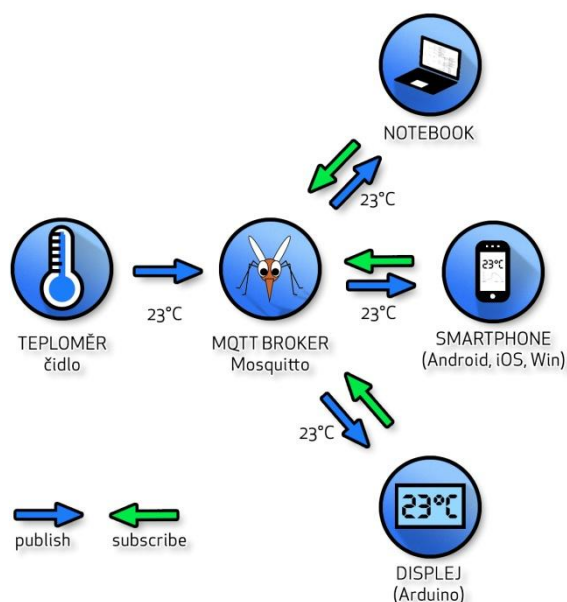 NOTEBOOK
23°C
23°C
23°C
23°C
TEPLOMĚR
čidlo
MQTT BROKER
Mosquitto
SMARTPHONE
(Android, iOS, Win)
23°C
23°C
publish
subscribe
DISPLEJ
(Arduino)